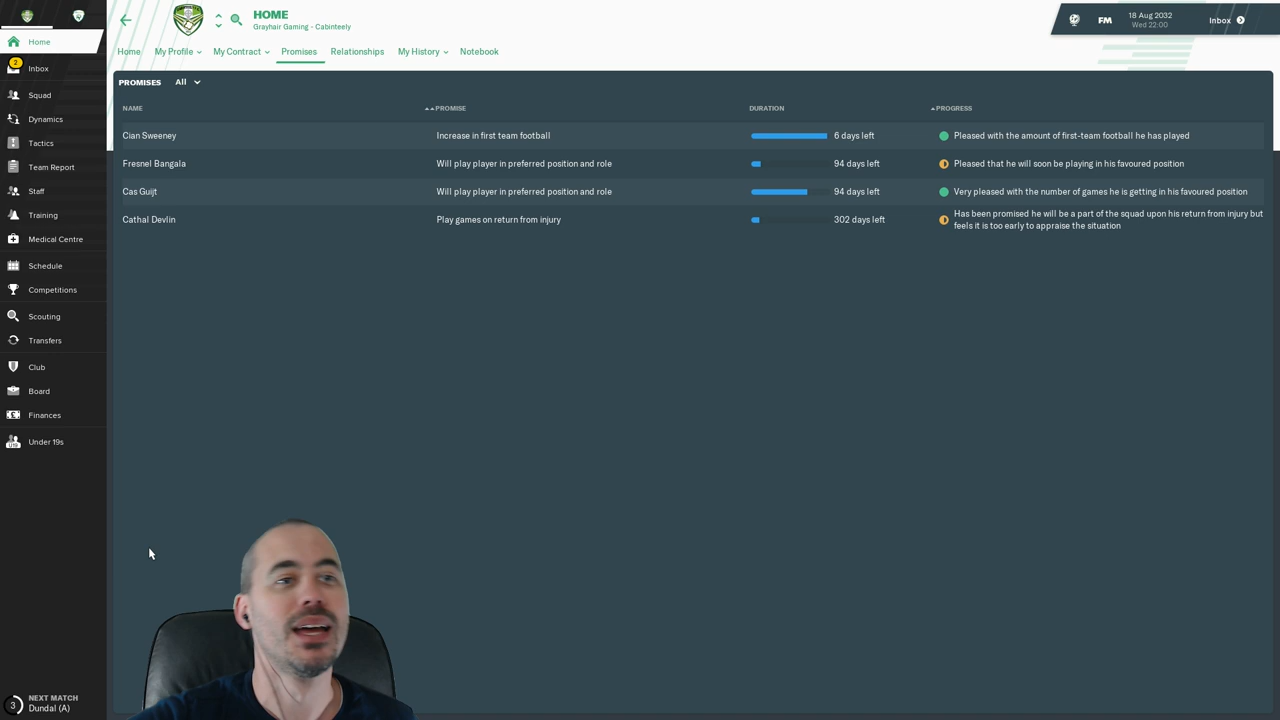 HOME
Grayhair Gaming - Cabinteely
FM
18 Aug 2032
Wed 22:00
Inbox
Home
My Profile
My Contract
Promises
Relationships
My History
Notebook
Home
2
Inbox
Squad
Dynamics
Tactics
Team Report
Staff
Training
Medical Centre
Schedule
Competitions
Scouting
Transfers
Club
Board
Finances
Under 19s
PROMISES All
NAME PROMISE DURATION PROGRESS
Cian Sweeney Increase in first team football 6 days left Pleased with the amount of first-team football he has played
Fresnel Bangala Will play player in preferred position and role 94 days left Pleased that he will soon be playing in his favoured position
Cas Guijt Will play player in preferred position and role 94 days left Very pleased with the number of games he is getting in his favoured position
Cathal Devlin Play games on return from injury 302 days left Has been promised he will be a part of the squad upon his return from injury but
feels it is too early to appraise the situation
3
NEXT MATCH
Dundal (A)